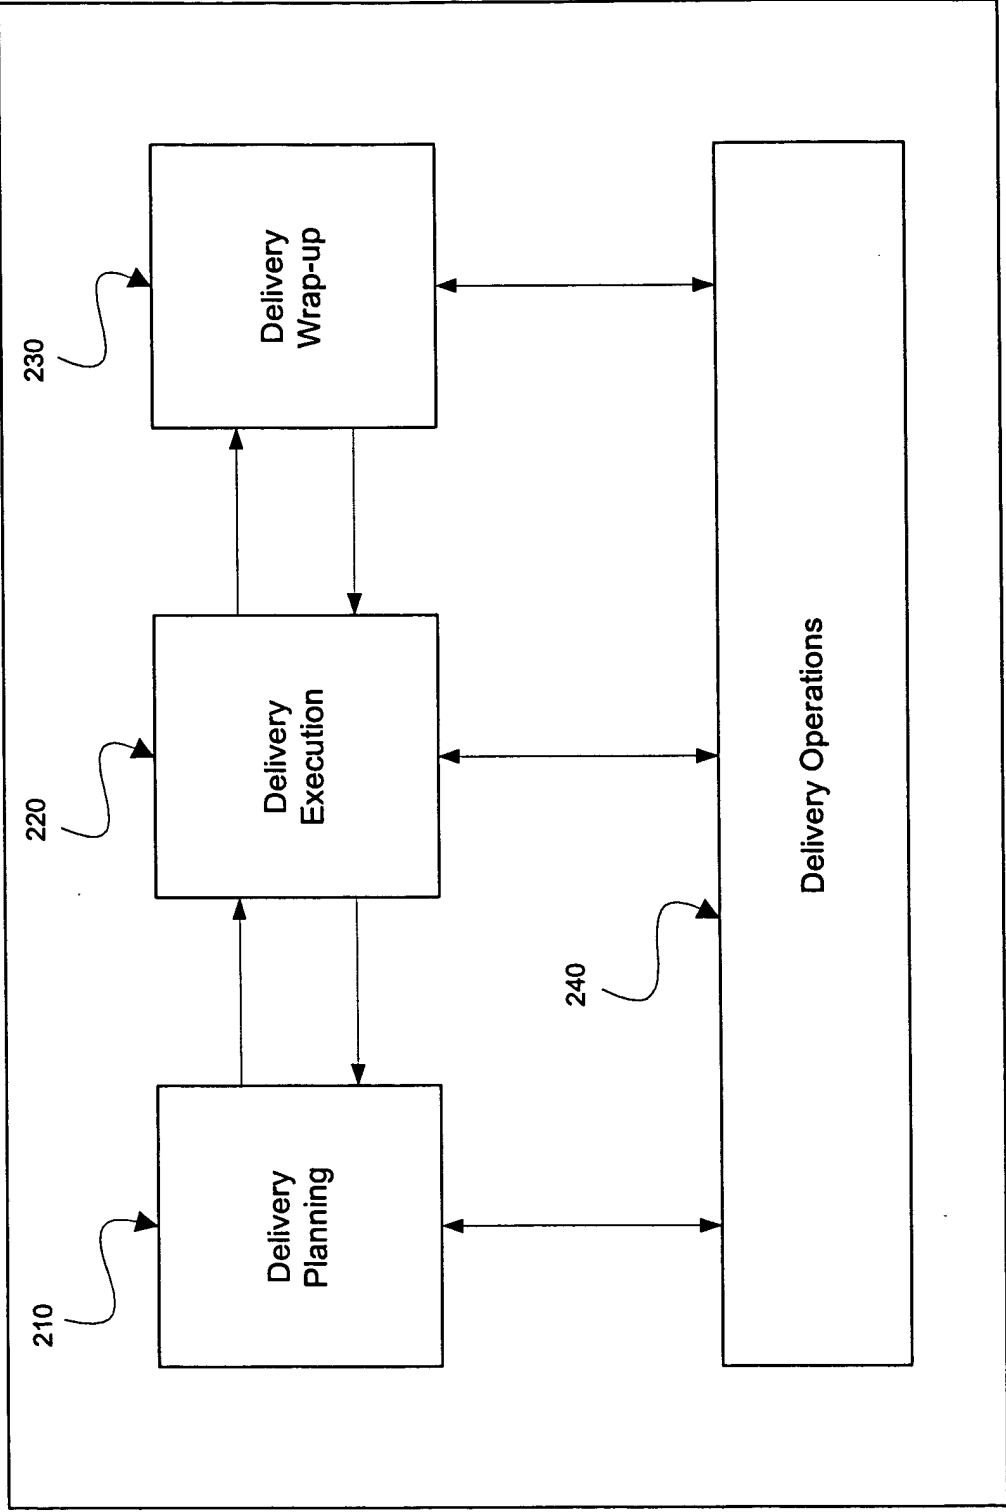 210
220
230
Delivery
Planning
Delivery
Execution
Delivery
Wrap-up
240
Delivery Operations